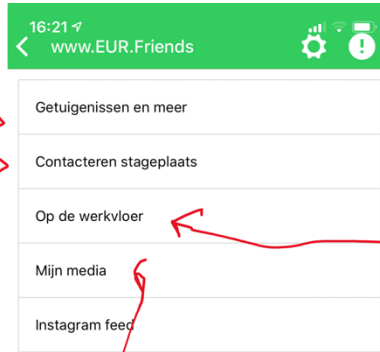 16:21
www.EUR.Friends
Getuigenissen en meer
Contacteren stageplaats
Op de werkvloer
Mijn media
Instagram feed